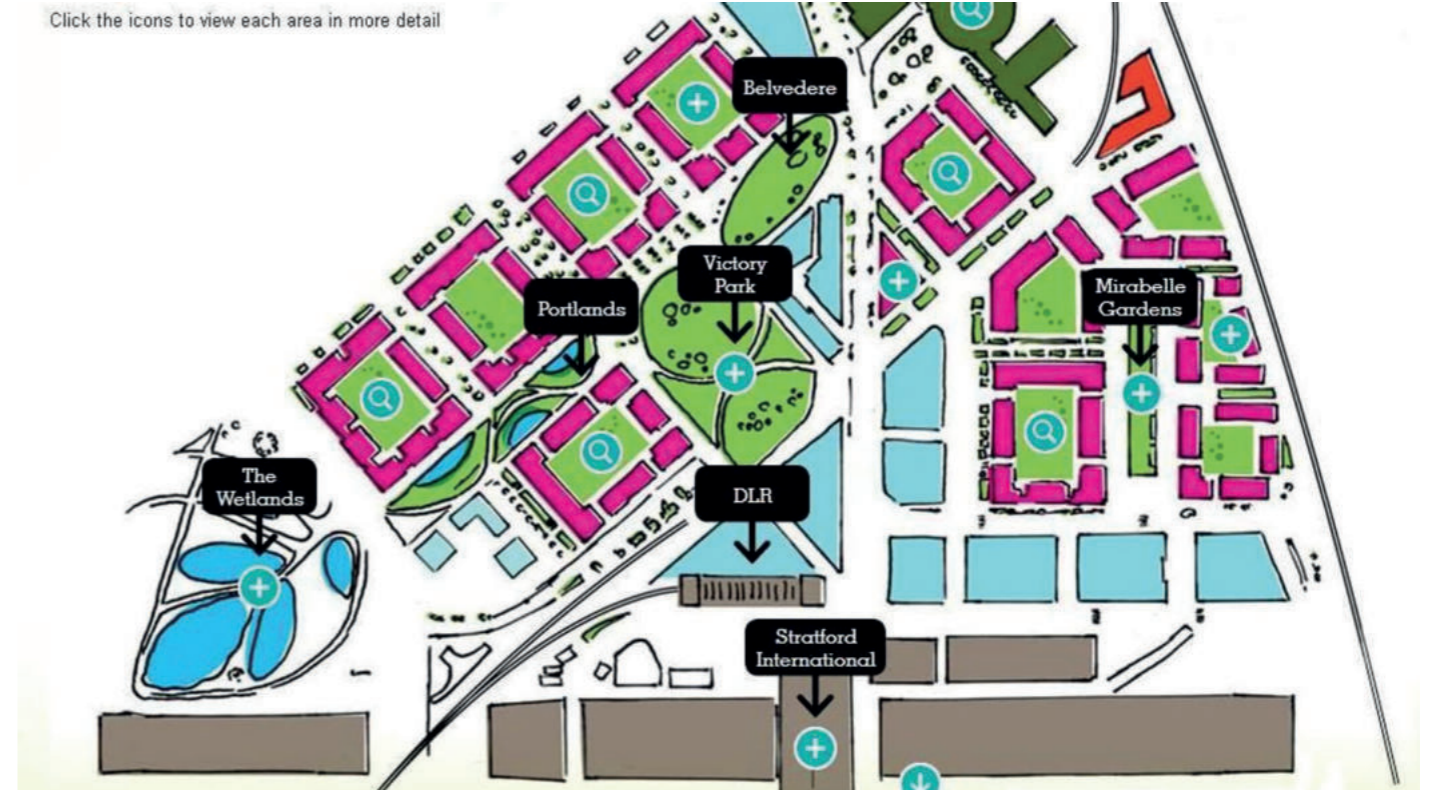 Click the icons to view each area in more detail
Belvedere
Victory
Park
Portlands
Mirabelle
Gardens
The
Wetlands
DLR
Stratford
International